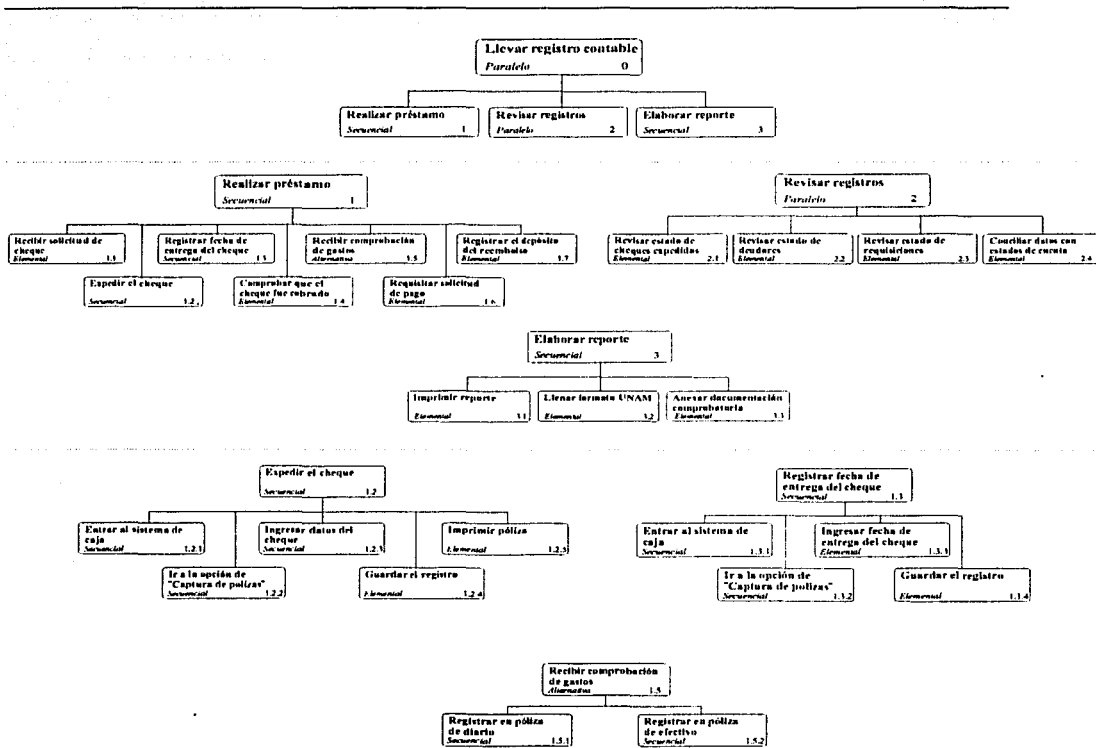 Llevar registro contable
Paralelo 0
Realizar préstamo
Secuencial 1
Revisar registros
Paralelo 2
Elaborar reporte
Secuencial 3
Realizar préstamo
Secuencial 1
Revisar registros
Paralelo 2
Recibir solicitud de
cheque
Elemental 1.1
Registrar fecha de
entrega del cheque
Secuencial 1.3
Recibir comprobación
de gastos
Alternativa 1.5
Registrar el depósito
del reembolso
Elemental 1.7
Expedir el cheque
Secuencial 1.2
Comprobar que el
cheque fue cobrado
Elemental 1.4
Requisitar solicitud
de pago
Elemental 1.6
Revisar estado de
cheques expedidos
Elemental 2.1
Revisar estado de
deudores
Elemental 2.2
Revisar estado de
requisiciones
Elemental 2.3
Conciliar datos con
estados de cuenta
Elemental 2.4
Elaborar reporte
Secuencial 3
Imprimir reporte
Elemental 3.1
Llenar formato UNAM
Elemental 3.2
Anexar documentación
comprobatoria
Elemental 3.3
Expedir el cheque
Secuencial 1.2
Registrar fecha de
entrega del cheque
Secuencial 1.3
Entrar al sistema de
caja
Secuencial 1.2.1
Ingresar datos del
cheque
Secuencial 1.2.3
Imprimir póliza
Elemental 1.2.5
Ir a la opción de
"Captura de polizas"
Secuencial 1.2.2
Guardar el registro
Elemental 1.2.4
Entrar al sistema de
caja
Secuencial 1.3.1
Ingresar fecha de
entrega del cheque
Elemental 1.3.3
Ir a la opción de
"Captura de polizas"
Secuencial 1.3.2
Guardar el registro
Elemental 1.3.4
Recibir comprobación
de gastos
Alternativa 1.5
Registrar en póliza
de diario
Secuencial 1.5.1
Registrar en póliza
de efectivo
Secuencial 1.5.2